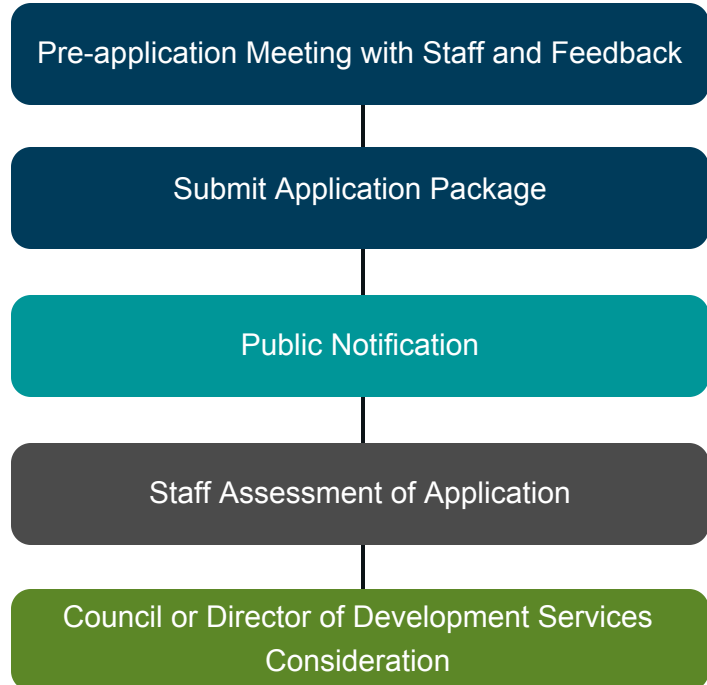 Pre-application Meeting with Staff and Feedback
Submit Application Package
Public Notification
Staff Assessment of Application
Council or Director of Development Services
Consideration